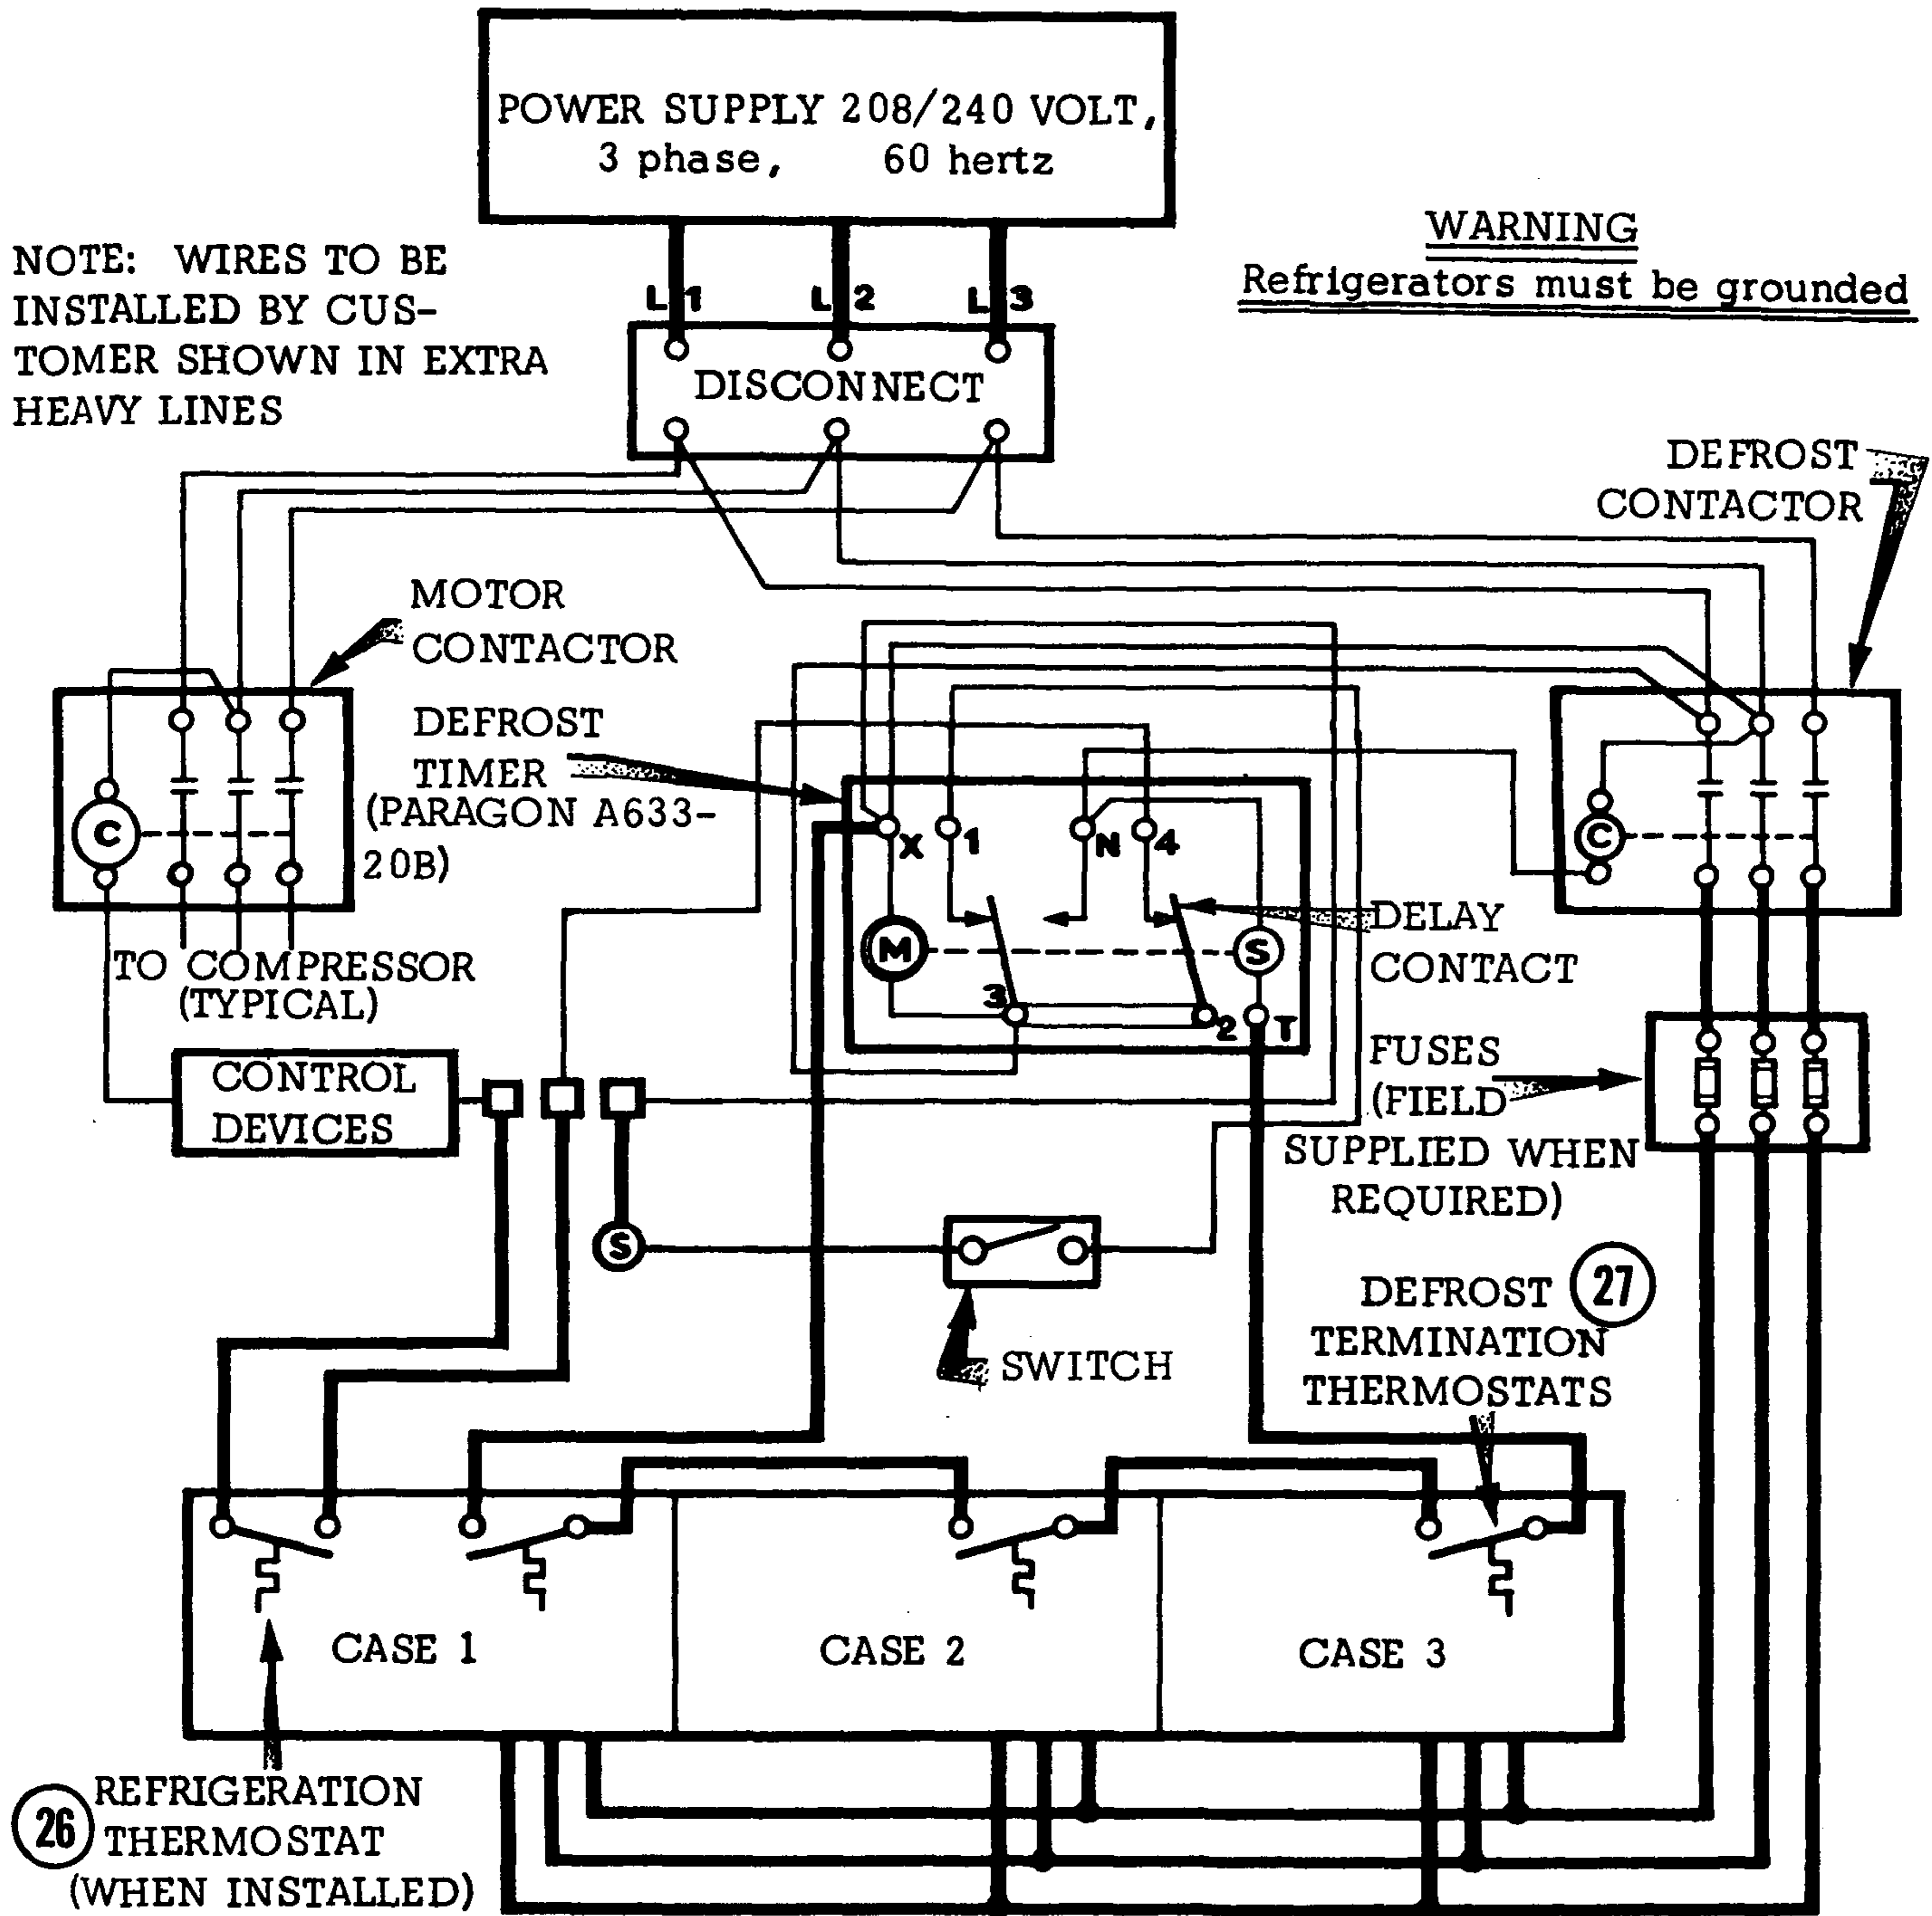 POWER SUPPLY 208/240 VOLT,
3 phase, 60 hertz
NOTE: WIRES TO BE
INSTALLED BY CUS-
TOMER SHOWN IN EXTRA
HEAVY LINES
WARNING
Refrigerators must be grounded
L1 L2 L3
DISCONNECT
DEFROST
CONTACTOR
MOTOR
CONTACTOR
DEFROST
TIMER
(PARAGON A633-
20B)
C
X 1 N 4
C
M
S
3
2 T
DELAY
CONTACT
TO COMPRESSOR
(TYPICAL)
CONTROL
DEVICES
FUSES
(FIELD
SUPPLIED WHEN
REQUIRED)
S
SWITCH
DEFROST 27
TERMINATION
THERMOSTATS
CASE 1
CASE 2
CASE 3
26 REFRIGERATION
THERMOSTAT
(WHEN INSTALLED)